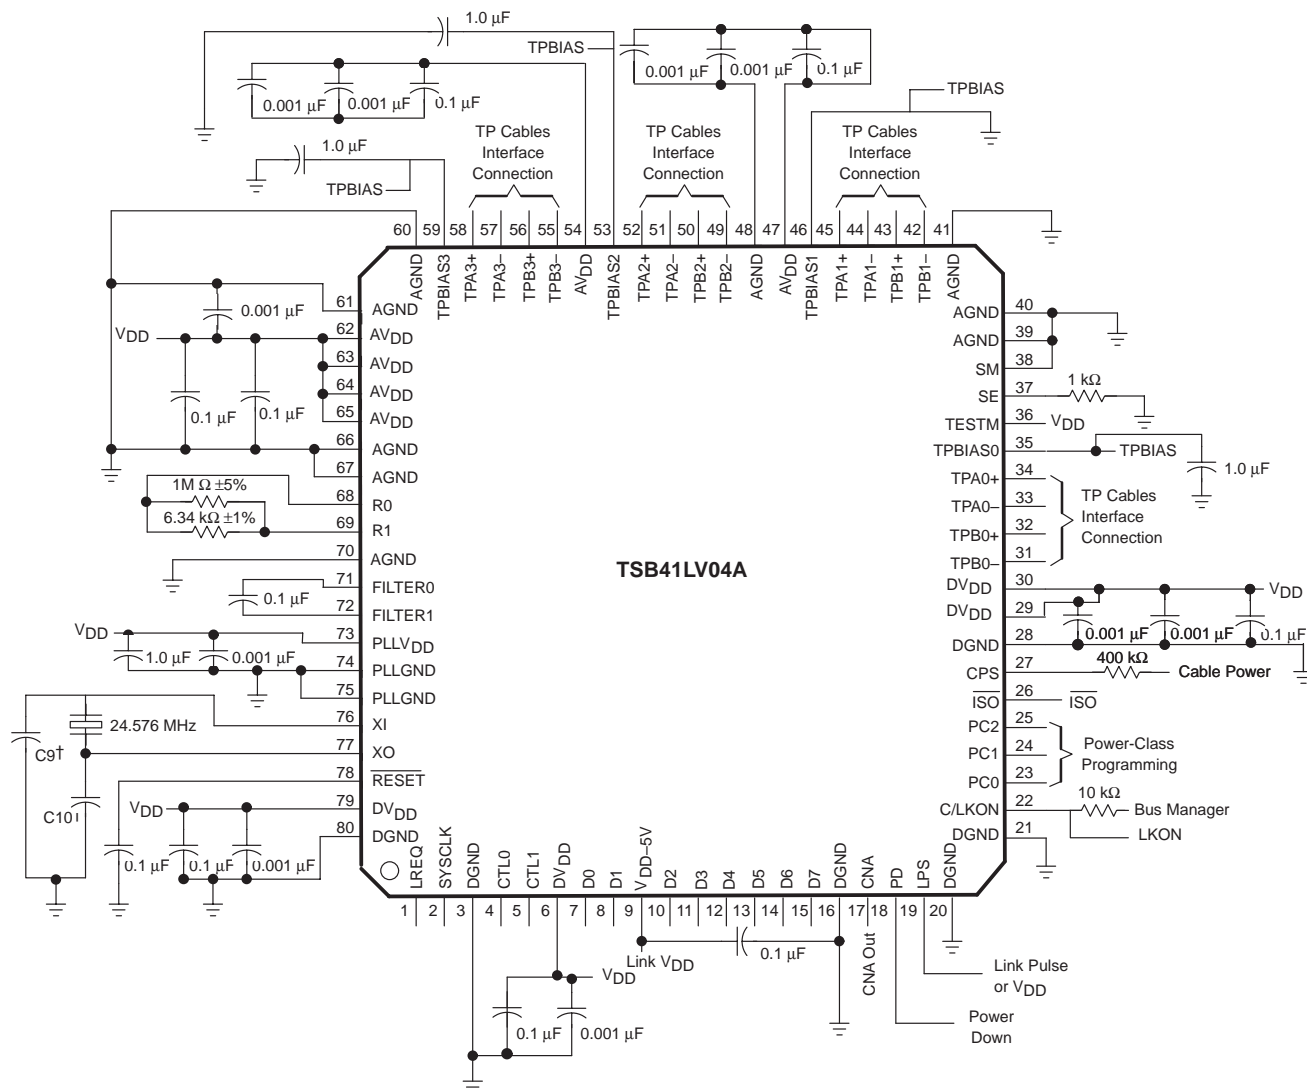 1.0 μF
TPBIAS
0.001 μF
0.001 μF
0.1 μF
0.001 μF
0.001 μF
0.1 μF
TPBIAS
1.0 μF
TPBIAS
TP Cables
Interface
Connection
TP Cables
Interface
Connection
TP Cables
Interface
Connection
60 59 58 57 56 55 54 53 52 51 50 49 48 47 46 45 44 43 42 41
AGND
TPBIAS3
TPA3+
TPA3–
TPB3+
TPB3–
AVDD
TPBIAS2
TPA2+
TPA2–
TPB2+
TPB2–
AGND
AVDD
TPBIAS1
TPA1+
TPA1–
TPB1+
TPB1–
AGND
61 AGND
0.001 μF
VDD
62 AVDD
63 AVDD
64 AVDD
65 AVDD
0.1 μF
0.1 μF
66 AGND
67 AGND
1M Ω ±5%
68 R0
6.34 kΩ ±1%
69 R1
70 AGND
71 FILTER0
0.1 μF
72 FILTER1
VDD
73 PLLVDD
1.0 μF
0.001 μF
74 PLLGND
75 PLLGND
76 XI
24.576 MHz
77 XO
C9†
78 RESET
VDD
79 DVDD
C10
80 DGND
0.1 μF
0.1 μF
0.001 μF
TSB41LV04A
AGND 40
AGND 39
SM 38
SE 37
1 kΩ
TESTM 36
VDD
TPBIAS0 35
TPBIAS
1.0 μF
TPA0+ 34
TPA0– 33
TPB0+ 32
TPB0– 31
TP Cables
Interface
Connection
DVDD 30
VDD
DVDD 29
0.001 μF
0.001 μF
0.1 μF
DGND 28
CPS 27
400 kΩ
Cable Power
ISO 26
ISO
PC2 25
PC1 24
PC0 23
Power-Class
Programming
C/LKON 22
10 kΩ
Bus Manager
LKON
DGND 21
LREQ
SYSCLK
DGND
CTL0
CTL1
DVDD
D0
D1
VDD–5V
D2
D3
D4
D5
D6
D7
DGND
CNA
PD
LPS
DGND
1 2 3 4 5 6 7 8 9 10 11 12 13 14 15 16 17 18 19 20
Link VDD
0.1 μF
CNA Out
VDD
0.1 μF
0.001 μF
Link Pulse
or VDD
Power
Down